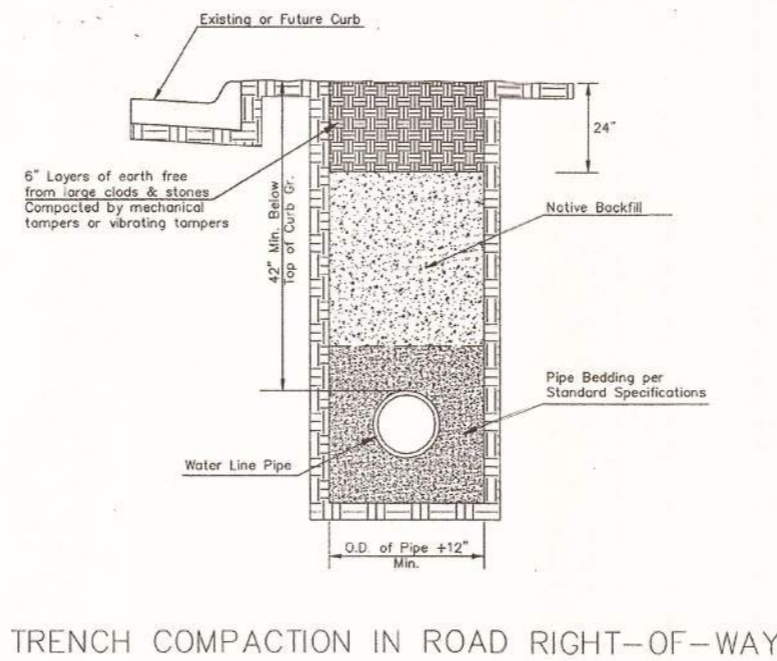 Existing or Future Curb
24"
6" Layers of earth free
from large clods & stones
Compacted by mechanical
tampers or vibrating tampers
42" Min. Below
Top of Curb Gr.
Native Backfill
Pipe Bedding per
Standard Specifications
Water Line Pipe
O.D. of Pipe +12"
Min.
TRENCH COMPACTION IN ROAD RIGHT-OF-WAY